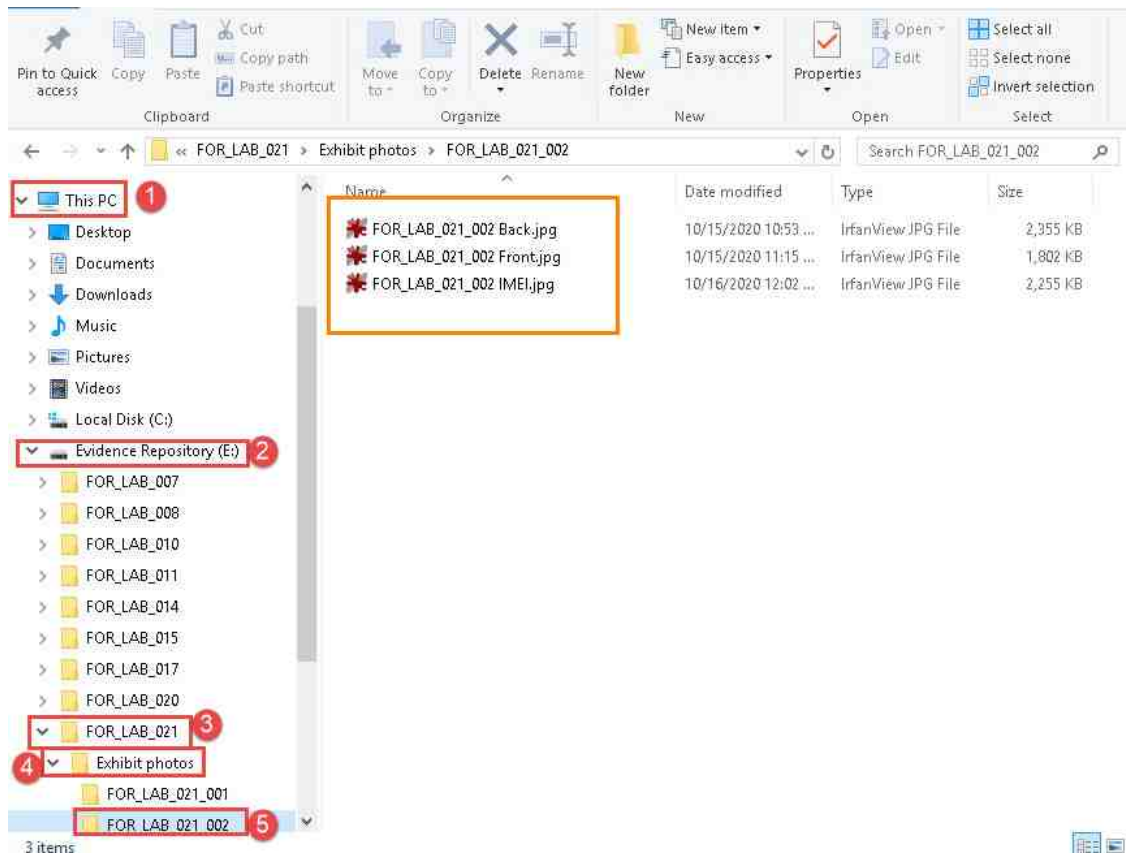 Cut
New item
Open
Select all
Copy path
Easy access
Edit
Select none
Pin to Quick access
Copy
Paste
Paste shortcut
Move to
Copy to
Delete
Rename
New folder
Properties
Invert selection
Clipboard
Organize
New
Open
Select
« FOR_LAB_021 > Exhibit photos > FOR_LAB_021_002
Search FOR_LAB_021_002
This PC 1
Name
Date modified
Type
Size
Desktop
FOR_LAB_021_002 Back.jpg 10/15/2020 10:53 ... IrfanView JPG File 2,355 KB
Documents
FOR_LAB_021_002 Front.jpg 10/15/2020 11:15 ... IrfanView JPG File 1,802 KB
Downloads
FOR_LAB_021_002 IMEI.jpg 10/16/2020 12:02 ... IrfanView JPG File 2,255 KB
Music
Pictures
Videos
Local Disk (C:)
Evidence Repository (E:) 2
FOR_LAB_007
FOR_LAB_008
FOR_LAB_010
FOR_LAB_011
FOR_LAB_014
FOR_LAB_015
FOR_LAB_017
FOR_LAB_020
FOR_LAB_021 3
4 Exhibit photos
FOR_LAB_021_001
FOR_LAB_021_002 5
3 items